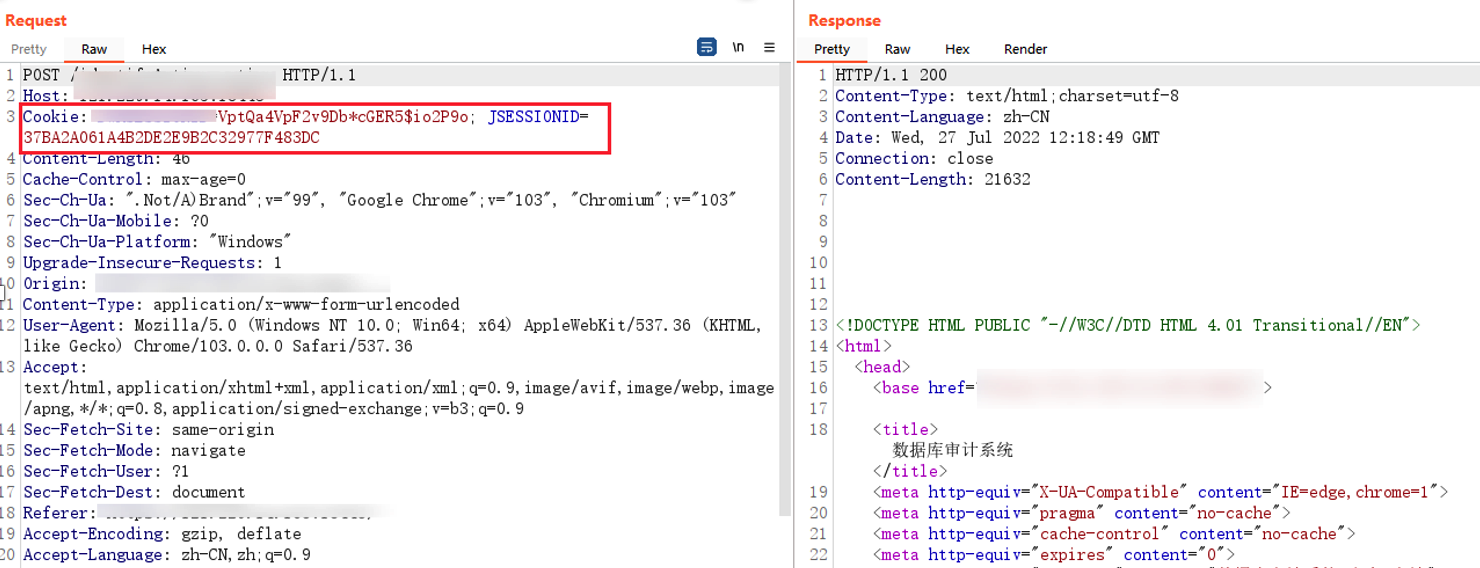 Request
Pretty Raw Hex
\n
1 POST / HTTP/1.1
2 Host:
3 Cookie: =VptQa4VpF2v9Db*cGER5$io2P9o; JSESSIONID=
37BA2A061A4B2DE2E9B2C32977F483DC
4 Content-Length: 46
5 Cache-Control: max-age=0
6 Sec-Ch-Ua: ".Not/A)Brand";v="99", "Google Chrome";v="103", "Chromium";v="103"
7 Sec-Ch-Ua-Mobile: ?0
8 Sec-Ch-Ua-Platform: "Windows"
9 Upgrade-Insecure-Requests: 1
10 Origin:
11 Content-Type: application/x-www-form-urlencoded
12 User-Agent: Mozilla/5.0 (Windows NT 10.0; Win64; x64) AppleWebKit/537.36 (KHTML,
like Gecko) Chrome/103.0.0.0 Safari/537.36
13 Accept:
text/html,application/xhtml+xml,application/xml;q=0.9,image/avif,image/webp,image
/apng,*/*;q=0.8,application/signed-exchange;v=b3;q=0.9
14 Sec-Fetch-Site: same-origin
15 Sec-Fetch-Mode: navigate
16 Sec-Fetch-User: ?1
17 Sec-Fetch-Dest: document
18 Referer:
19 Accept-Encoding: gzip, deflate
20 Accept-Language: zh-CN,zh;q=0.9
Response
Pretty Raw Hex Render
1 HTTP/1.1 200
2 Content-Type: text/html;charset=utf-8
3 Content-Language: zh-CN
4 Date: Wed, 27 Jul 2022 12:18:49 GMT
5 Connection: close
6 Content-Length: 21632
7
8
9
10
11
12
13 <!DOCTYPE HTML PUBLIC "-//W3C//DTD HTML 4.01 Transitional//EN">
14 <html>
15 <head>
16 <base href=" >
17
18 <title>
数据库审计系统
</title>
19 <meta http-equiv="X-UA-Compatible" content="IE=edge,chrome=1">
20 <meta http-equiv="pragma" content="no-cache">
21 <meta http-equiv="cache-control" content="no-cache">
22 <meta http-equiv="expires" content="0">